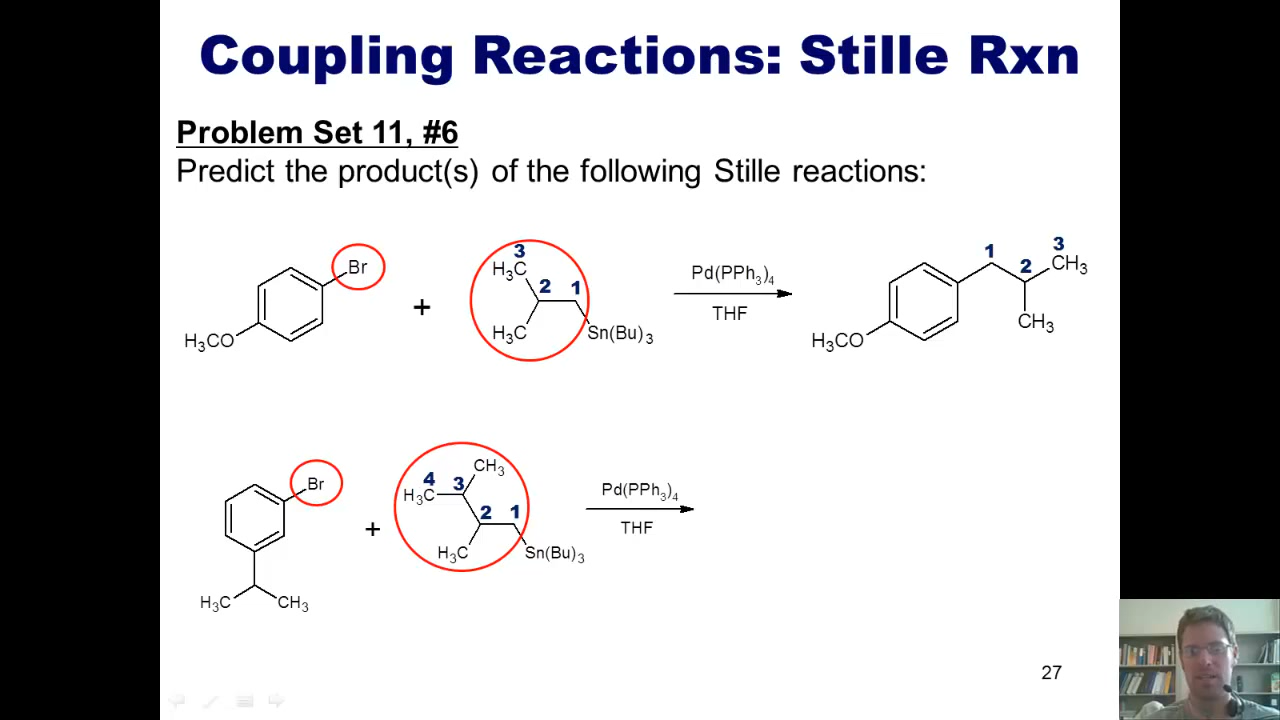 Coupling Reactions: Stille Rxn
Problem Set 11, #6
Predict the product(s) of the following Stille reactions:
Br
H₃CO
+
3
H₃C
2
1
H₃C
Sn(Bu)₃
Pd(PPh₃)₄
THF
1
2
3
CH₃
CH₃
H₃CO
Br
H₃C
CH₃
+
CH₃
4
3
H₃C
2
1
H₃C
Sn(Bu)₃
Pd(PPh₃)₄
THF
27